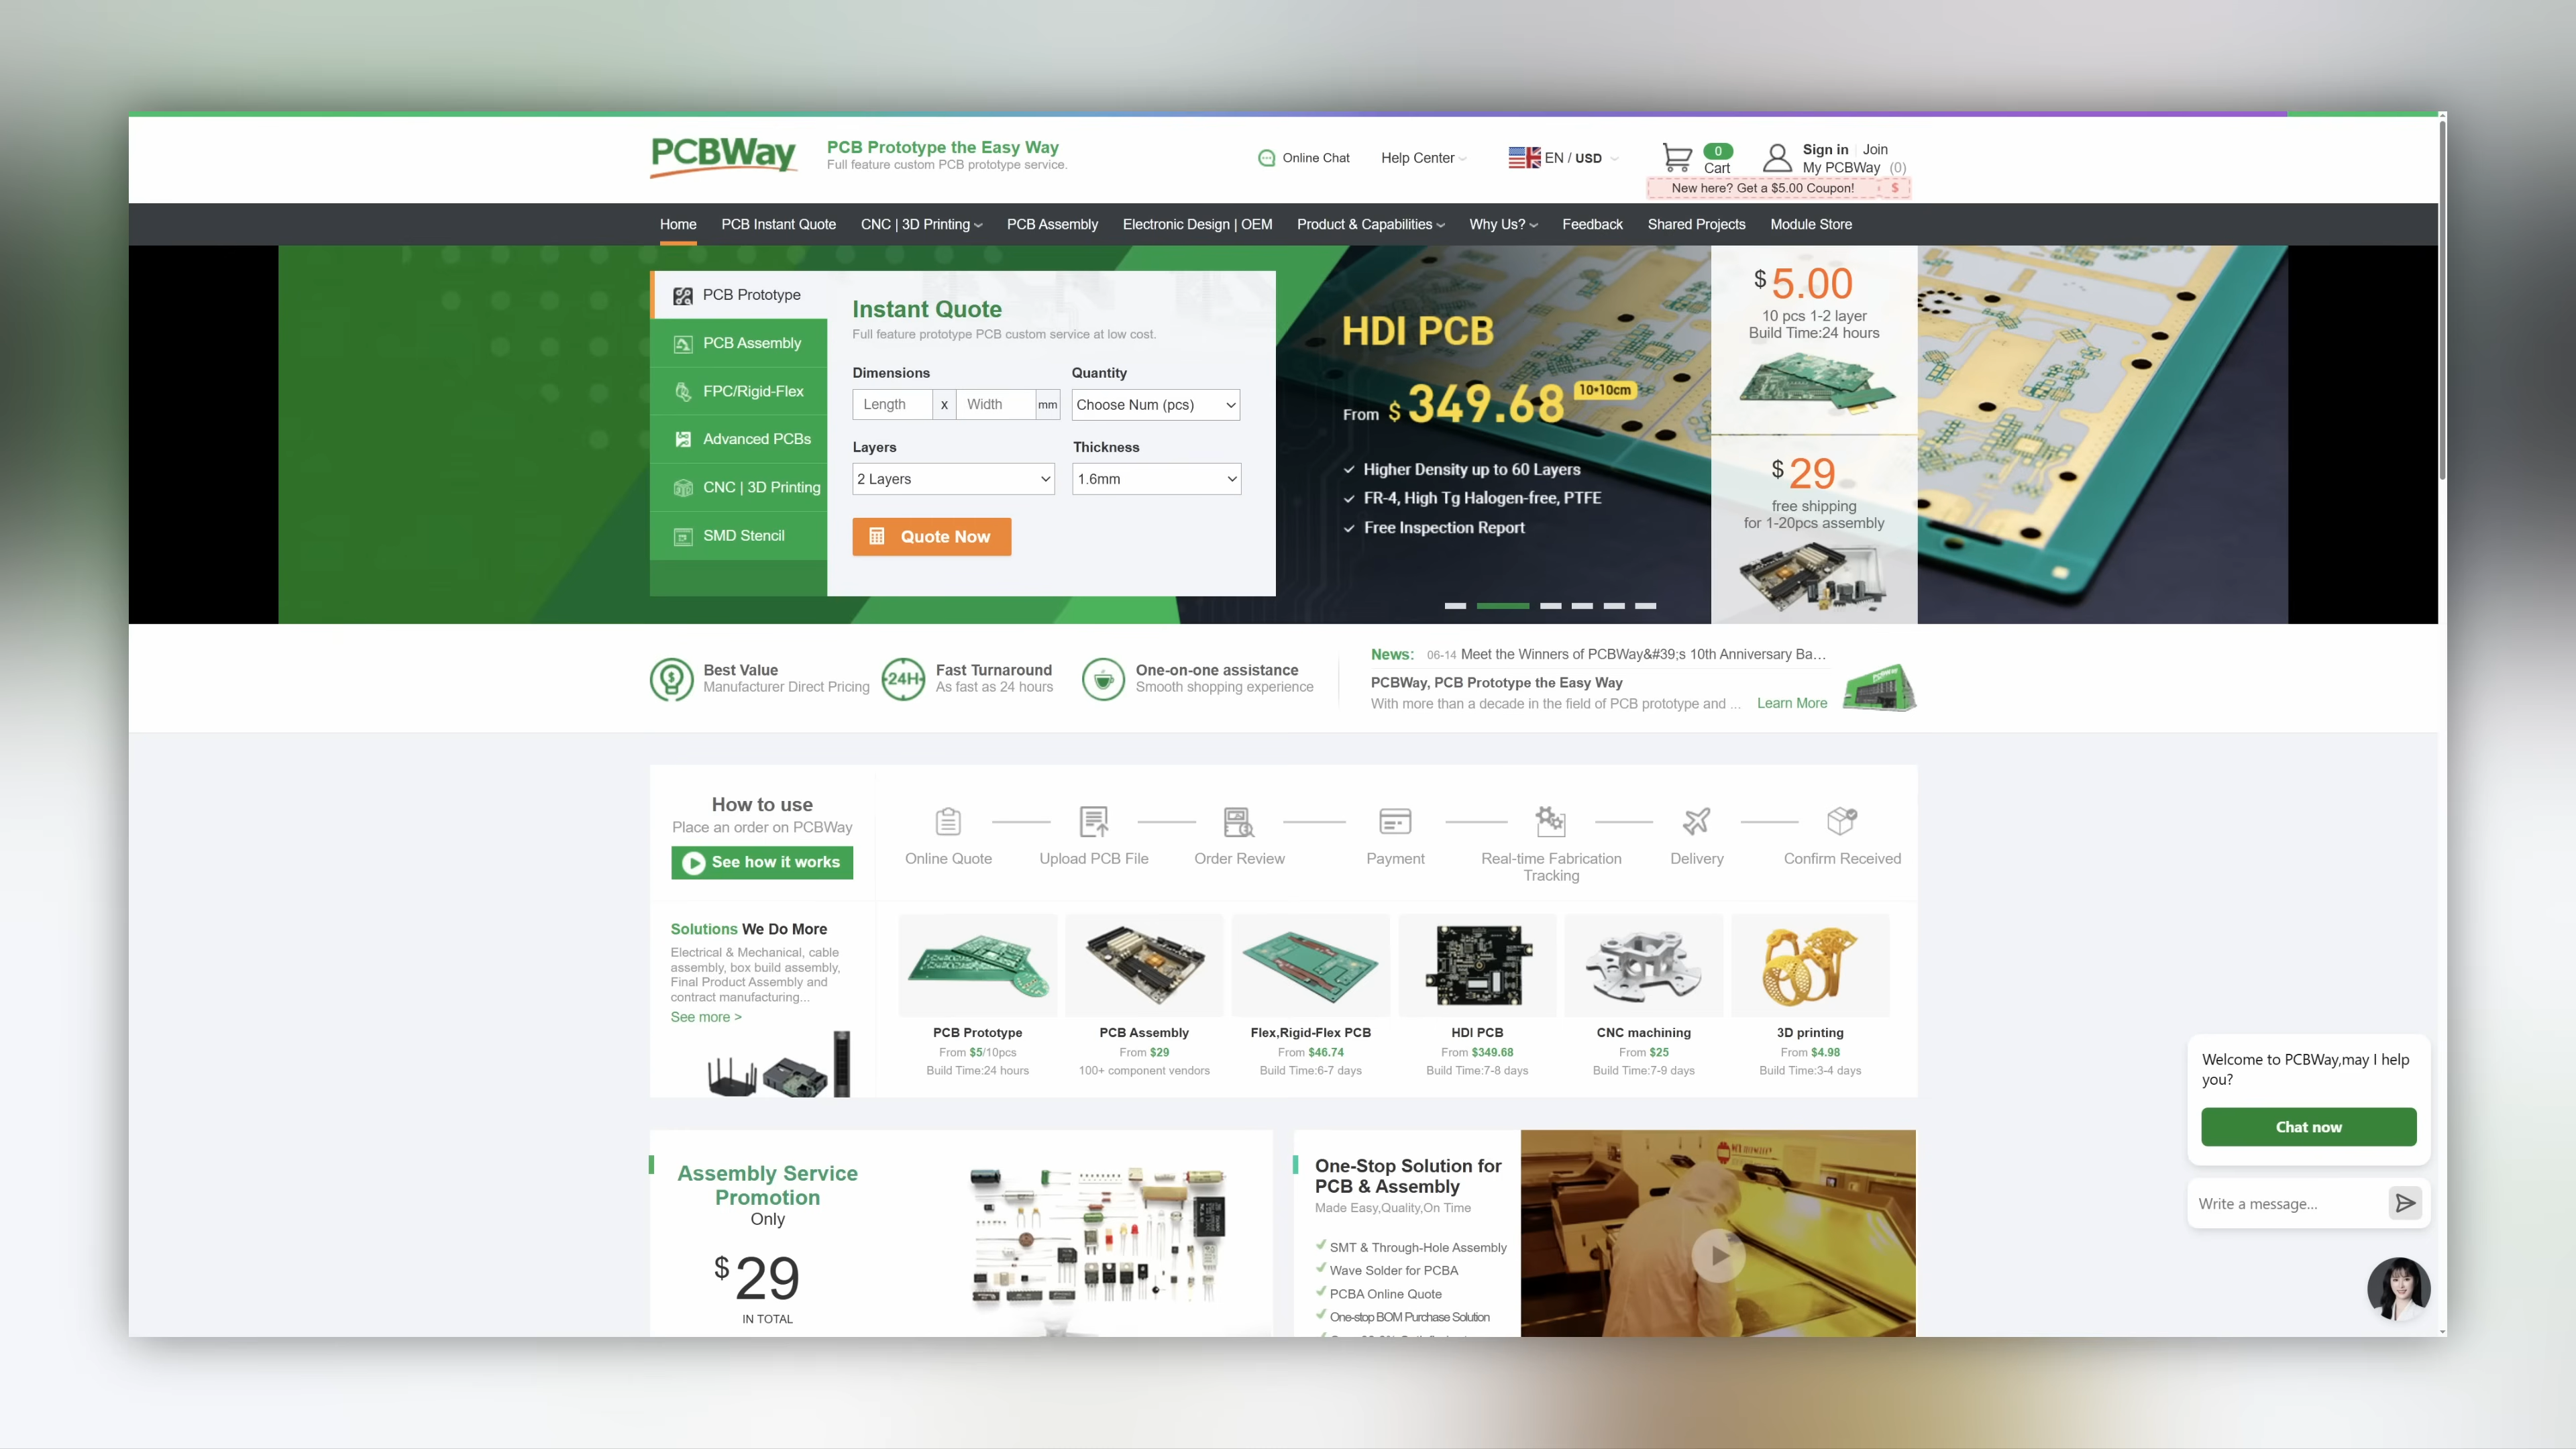 PCBWay
PCB Prototype the Easy Way
Full feature custom PCB prototype service.
Online Chat
Help Center
EN / USD
0
Cart
Sign in
Join
My PCBWay (0)
New here? Get a $5.00 Coupon!
$
Home
PCB Instant Quote
CNC | 3D Printing
PCB Assembly
Electronic Design | OEM
Product & Capabilities
Why Us?
Feedback
Shared Projects
Module Store
PCB Prototype
PCB Assembly
FPC/Rigid-Flex
Advanced PCBs
CNC | 3D Printing
SMD Stencil
Instant Quote
Full feature prototype PCB custom service at low cost.
Dimensions
Quantity
Length
x
Width
mm
Choose Num (pcs)
Layers
Thickness
2 Layers
1.6mm
Quote Now
HDI PCB
From $349.68
10*10cm
Higher Density up to 60 Layers
FR-4, High Tg Halogen-free, PTFE
Free Inspection Report
$5.00
10 pcs 1-2 layer
Build Time:24 hours
$29
free shipping
for 1-20pcs assembly
Best Value
Manufacturer Direct Pricing
24H
Fast Turnaround
As fast as 24 hours
One-on-one assistance
Smooth shopping experience
News: 06-14 Meet the Winners of PCBWay&#39;s 10th Anniversary Ba...
PCBWay, PCB Prototype the Easy Way
With more than a decade in the field of PCB prototype and ...
Learn More
How to use
Place an order on PCBWay
See how it works
Online Quote
Upload PCB File
Order Review
Payment
Real-time Fabrication
Tracking
Delivery
Confirm Received
Solutions We Do More
Electrical & Mechanical, cable
assembly, box build assembly,
Final Product Assembly and
contract manufacturing...
See more >
PCB Prototype
From $5/10pcs
Build Time:24 hours
PCB Assembly
From $29
100+ component vendors
Flex,Rigid-Flex PCB
From $46.74
Build Time:6-7 days
HDI PCB
From $349.68
Build Time:7-8 days
CNC machining
From $25
Build Time:7-9 days
3D printing
From $4.98
Build Time:3-4 days
Assembly Service
Promotion
Only
$29
IN TOTAL
One-Stop Solution for
PCB & Assembly
Made Easy,Quality,On Time
SMT & Through-Hole Assembly
Wave Solder for PCBA
PCBA Online Quote
One-stop BOM Purchase Solution
Welcome to PCBWay,may I help
you?
Chat now
Write a message...